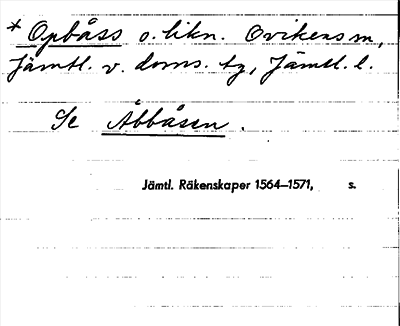 * Opbåss o. likn. Ovikens sn,
Jämtl. v. doms. tg, Jämtl. l.
Se Åbbåsen.
Jämtl. Räkenskaper 1564–1571, s.